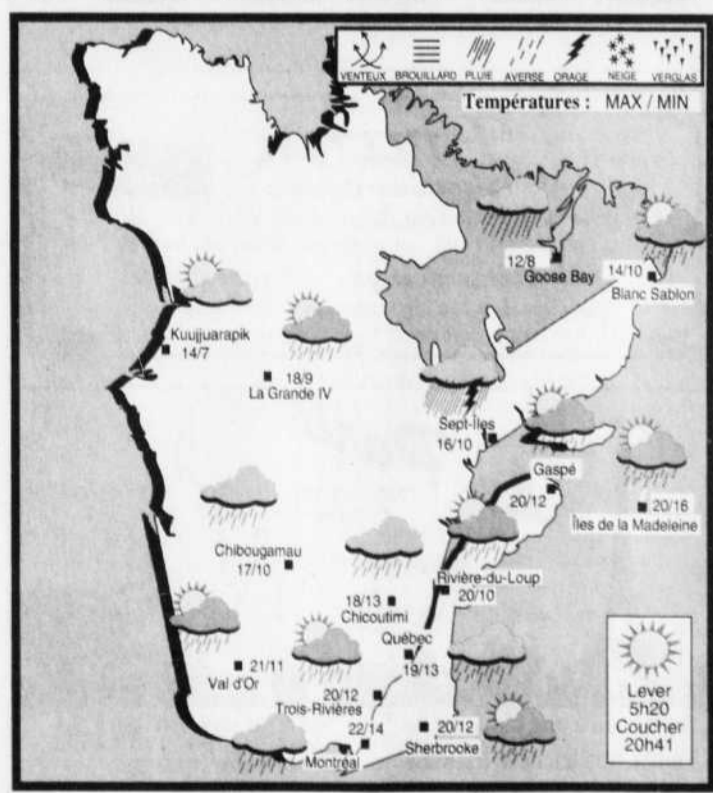 VENTEUX BROUILLARD PLUIE AVERSE ORAGE NEIGE VERGLAS
Températures : MAX / MIN
12/8
Goose Bay
14/10
Blanc Sablon
Kuujjuarapik
14/7
18/9
La Grande IV
Sept-Îles
16/10
Gaspé
20/12
20/16
Îles de la Madeleine
Chibougamau
17/10
Rivière-du-Loup
20/10
18/13
Chicoutimi
Québec
19/13
21/11
Val d'Or
20/12
Trois-Rivières
22/14
Montréal
20/12
Sherbrooke
Lever
5h20
Coucher
20h41